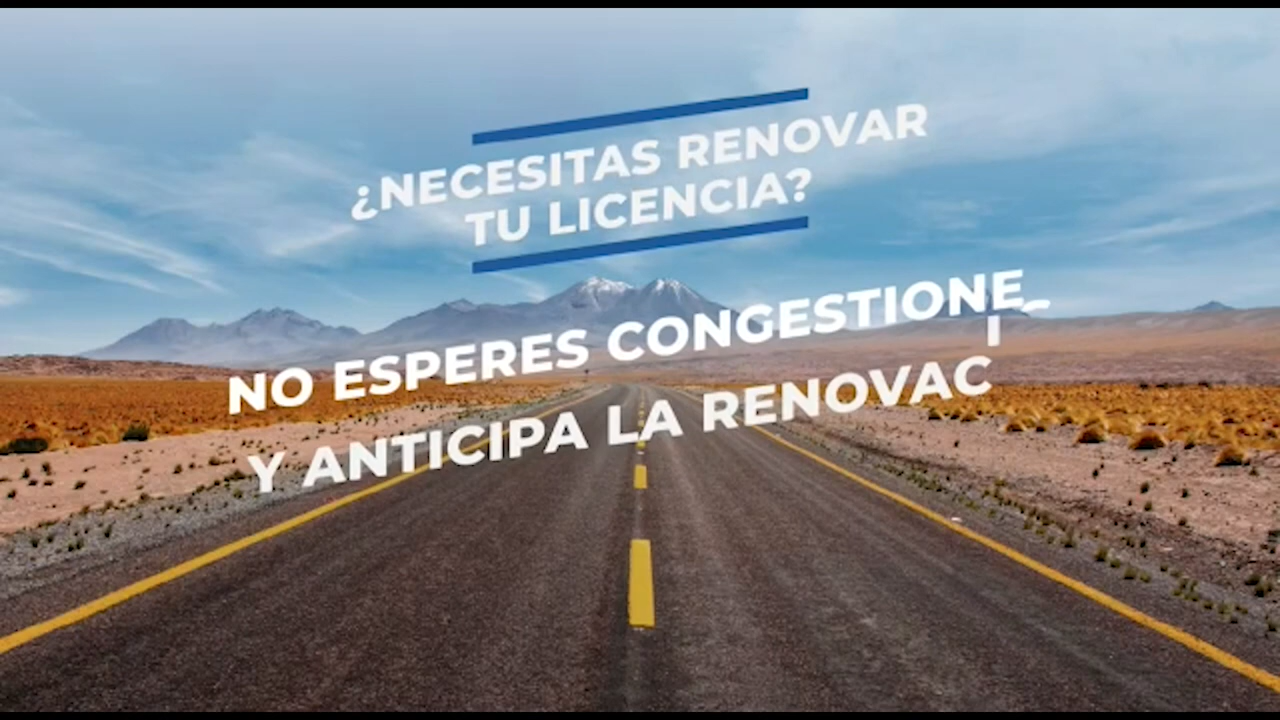 ¿NECESITAS RENOVAR
TU LICENCIA?
NO ESPERES CONGESTIONE
Y ANTICIPA LA RENOVAC